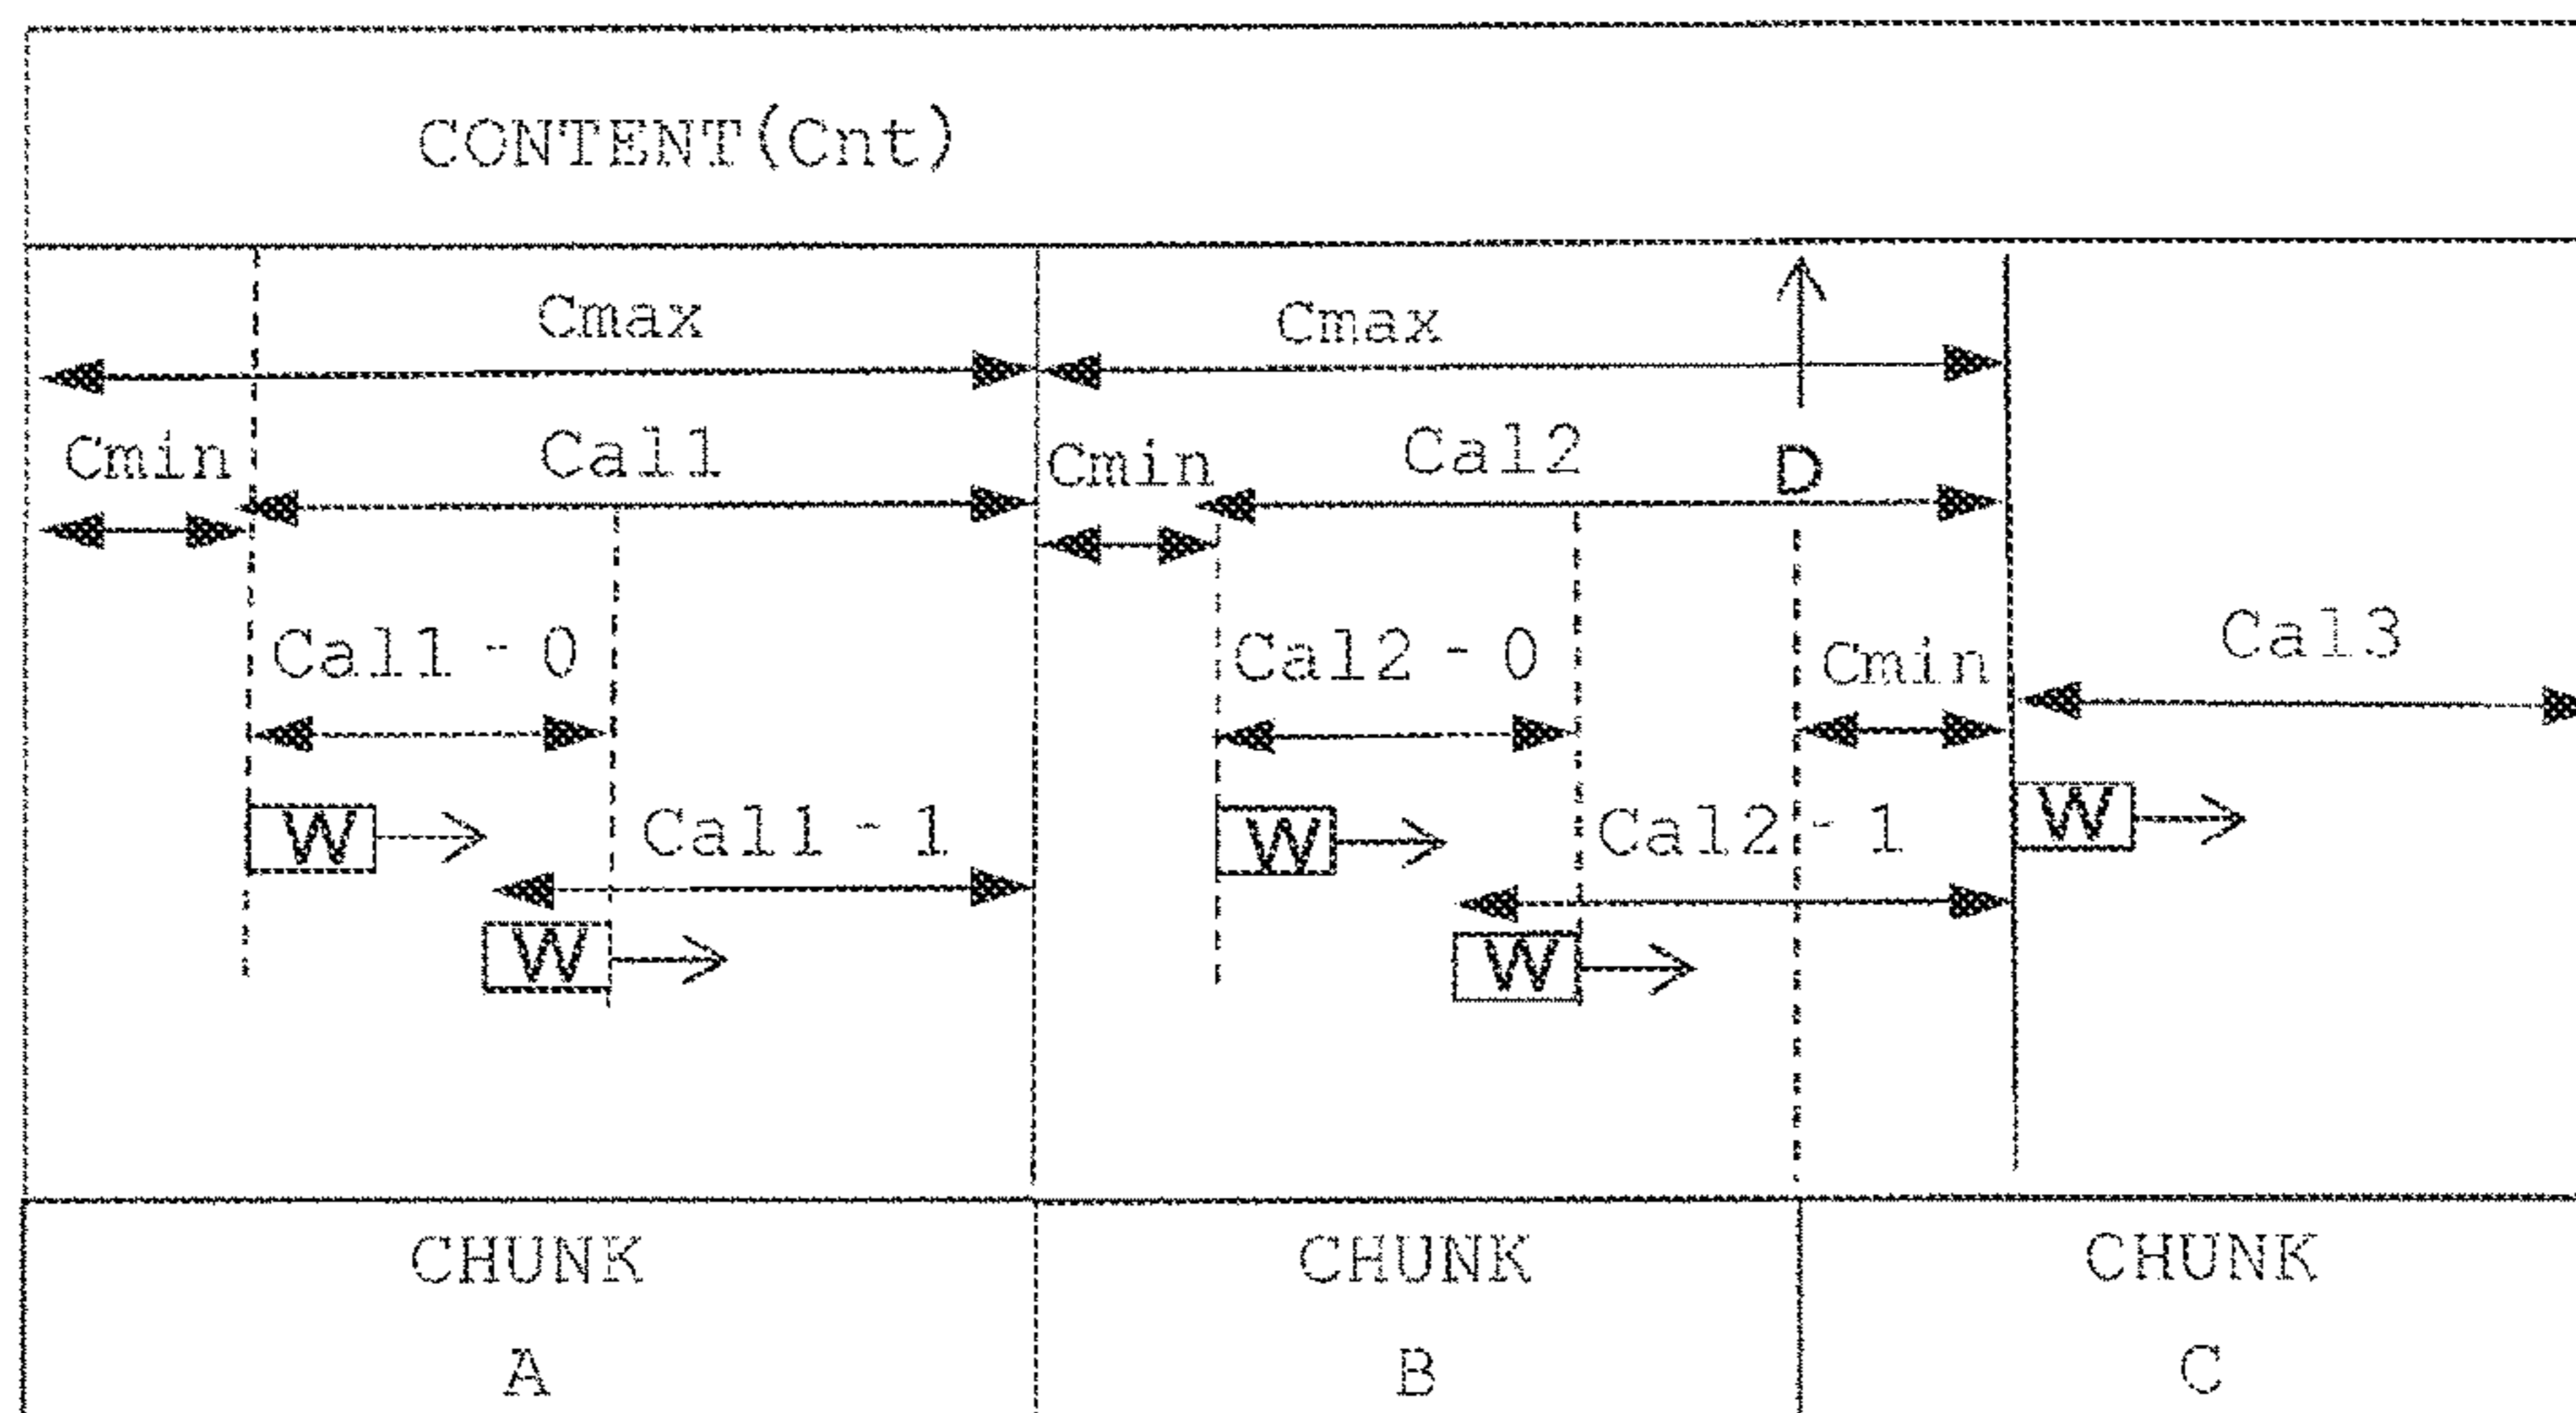 CONTENT(Cnt)
Cmax Cmax
Cmin Cal1 Cmin Cal2 D
Cal1-0 Cal2-0 Cmin Cal3
W Cal1-1 W Cal2-1 W
W W
CHUNK CHUNK CHUNK
A B C